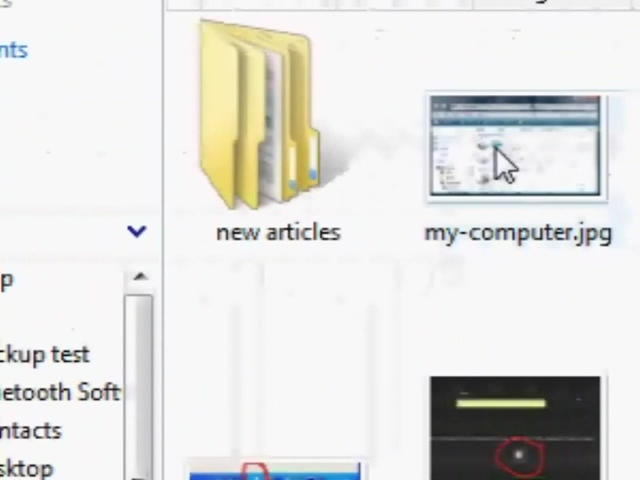 nts
new articles
my-computer.jpg
p
ckup test
etooth Soft
ntacts
sktop